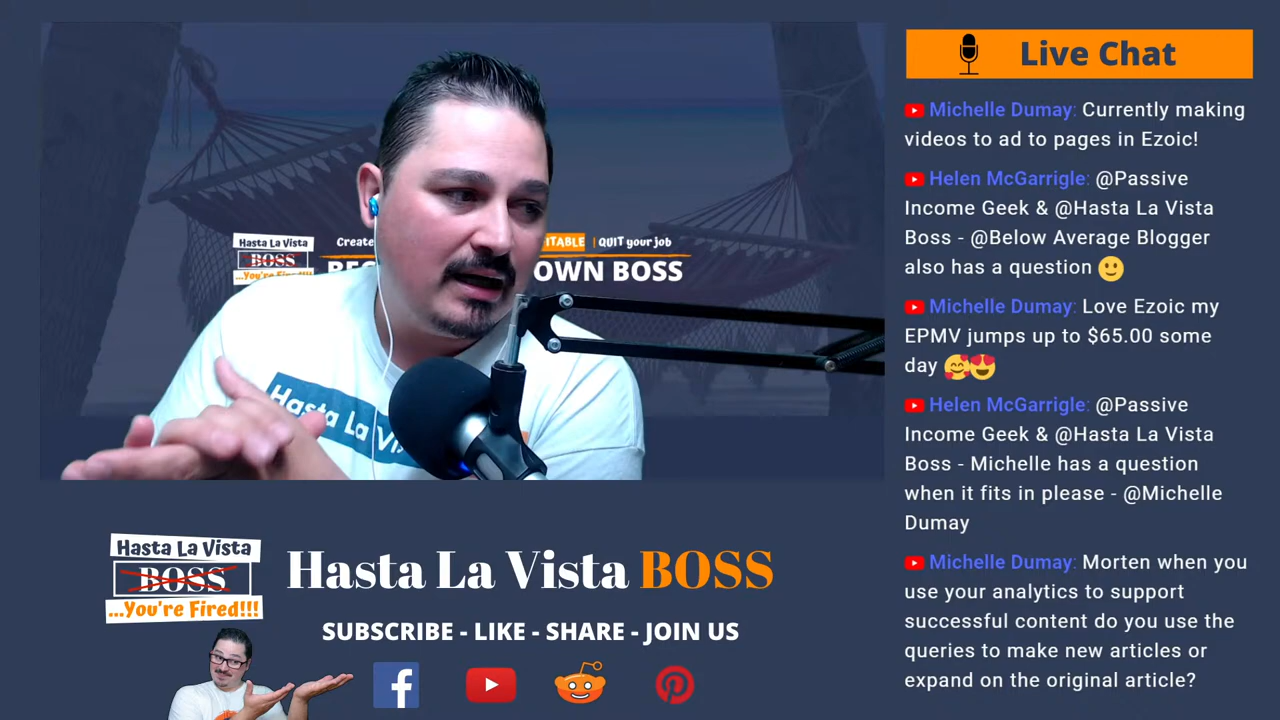 Hasta La Vista
BOSS
...You're Fired!!!
Create
ITABLE | QUIT your job
OWN BOSS
Hasta La Vi
Hasta La Vista
BOSS
...You're Fired!!!
Hasta La Vista BOSS
SUBSCRIBE - LIKE - SHARE - JOIN US
Live Chat
Michelle Dumay: Currently making
videos to ad to pages in Ezoic!
Helen McGarrigle: @Passive
Income Geek & @Hasta La Vista
Boss - @Below Average Blogger
also has a question 🙂
Michelle Dumay: Love Ezoic my
EPMV jumps up to $65.00 some
day 🥰😍
Helen McGarrigle: @Passive
Income Geek & @Hasta La Vista
Boss - Michelle has a question
when it fits in please - @Michelle
Dumay
Michelle Dumay: Morten when you
use your analytics to support
successful content do you use the
queries to make new articles or
expand on the original article?